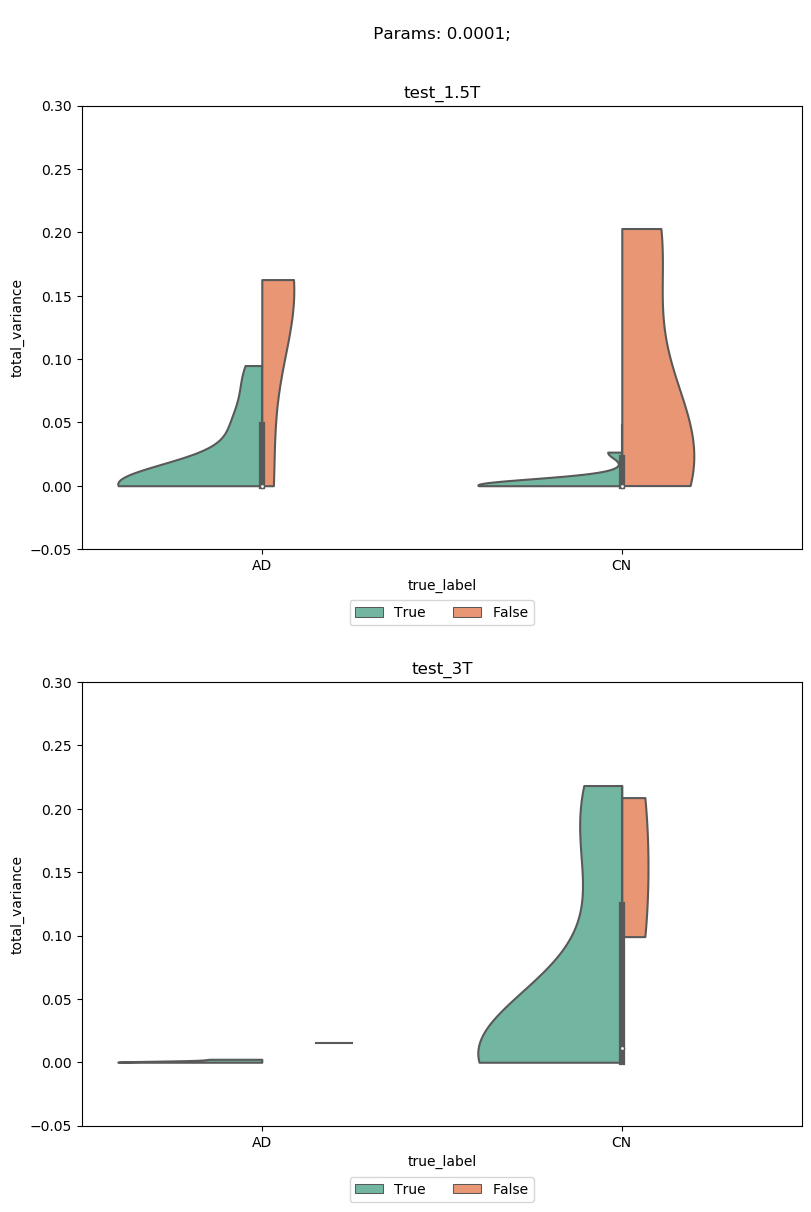 Params: 0.0001;
test_1.5T
0.30
0.25
0.20
0.15
0.10
0.05
0.00
−0.05
total_variance
AD
CN
true_label
True
False
test_3T
0.30
0.25
0.20
0.15
0.10
0.05
0.00
−0.05
total_variance
AD
CN
true_label
True
False